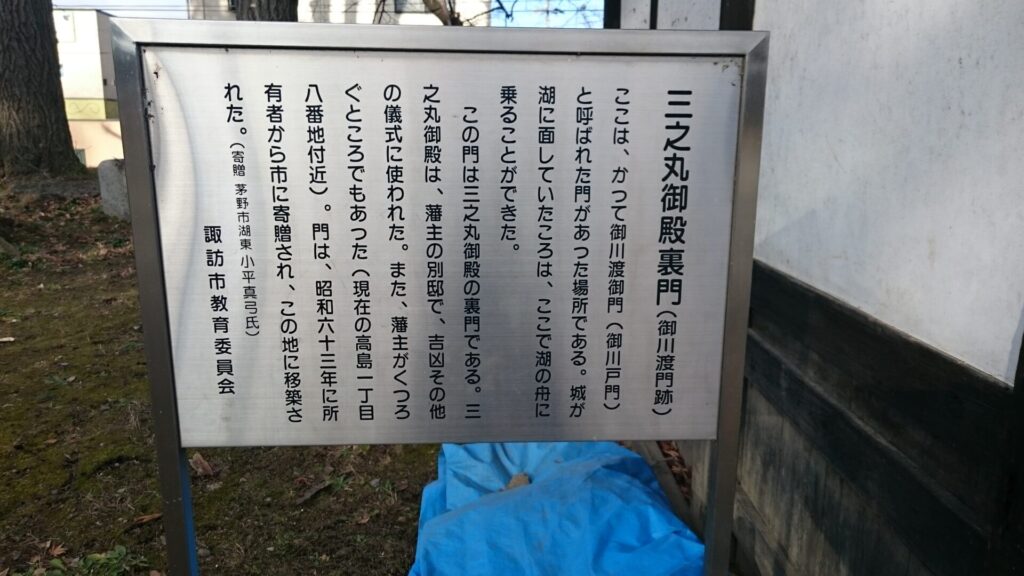 三之丸御殿裏門（御川渡門跡）
ここは、かつて御川渡御門（御川戸門）
と呼ばれた門があった場所である。城が
湖に面していたころは、ここで湖の舟に
乗ることができた。
この門は三之丸御殿の裏門である。三
之丸御殿は、藩主の別邸で、吉凶その他
の儀式に使われた。また、藩主がくつろ
ぐところでもあった（現在の高島一丁目
八番地付近）。門は、昭和六十三年に所
有者から市に寄贈され、この地に移築さ
れた。（寄贈 茅野市湖東 小平真弓氏）
諏訪市教育委員会